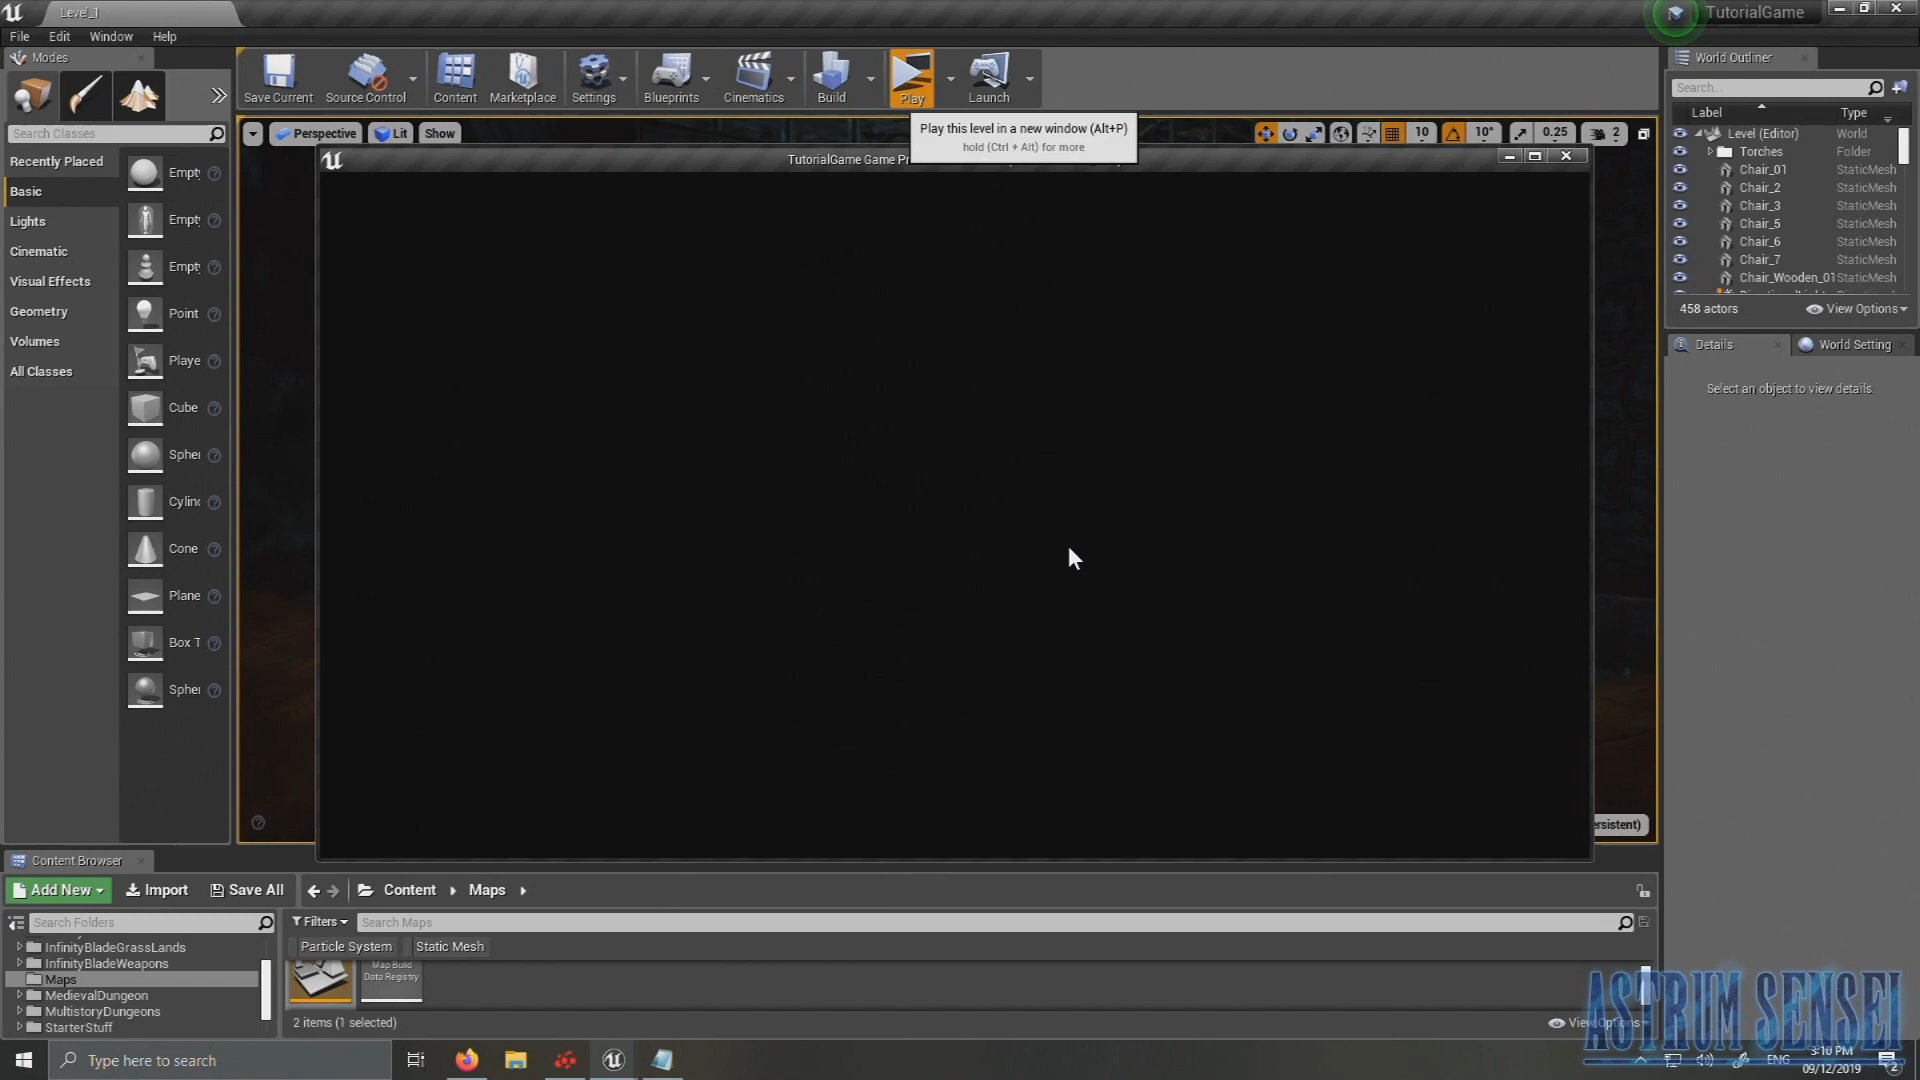 Level_1
TutorialGame
File Edit Window Help
Modes
Save Current
Source Control
Content
Marketplace
Settings
Blueprints
Cinematics
Build
Play
Launch
World Outliner
Search...
Label Type
Search Classes
Perspective Lit Show
Play this level in a new window (Alt+P)
hold (Ctrl + Alt) for more
10 10° 0.25 2
TutorialGame Game Pr
Recently Placed
Basic
Lights
Cinematic
Visual Effects
Geometry
Volumes
All Classes
Empt
Empt
Empt
Point
Playe
Cube
Spher
Cylin
Cone
Plane
Box T
Spher
Level (Editor) World
Torches Folder
Chair_01 StaticMesh
Chair_2 StaticMesh
Chair_3 StaticMesh
Chair_5 StaticMesh
Chair_6 StaticMesh
Chair_7 StaticMesh
Chair_Wooden_01 StaticMesh
458 actors View Options
Details World Setting
Select an object to view details.
ersistent)
Content Browser
Add New Import Save All Content Maps
Search Folders
Filters Search Maps
Particle System Static Mesh
InfinityBladeGrassLands
InfinityBladeWeapons
Maps
MedievalDungeon
MultistoryDungeons
StarterStuff
Map Build
Data Registry
2 items (1 selected)
View Options
ASTRUM SENSEI
Type here to search
ENG
3:10 PM
09/12/2019
2